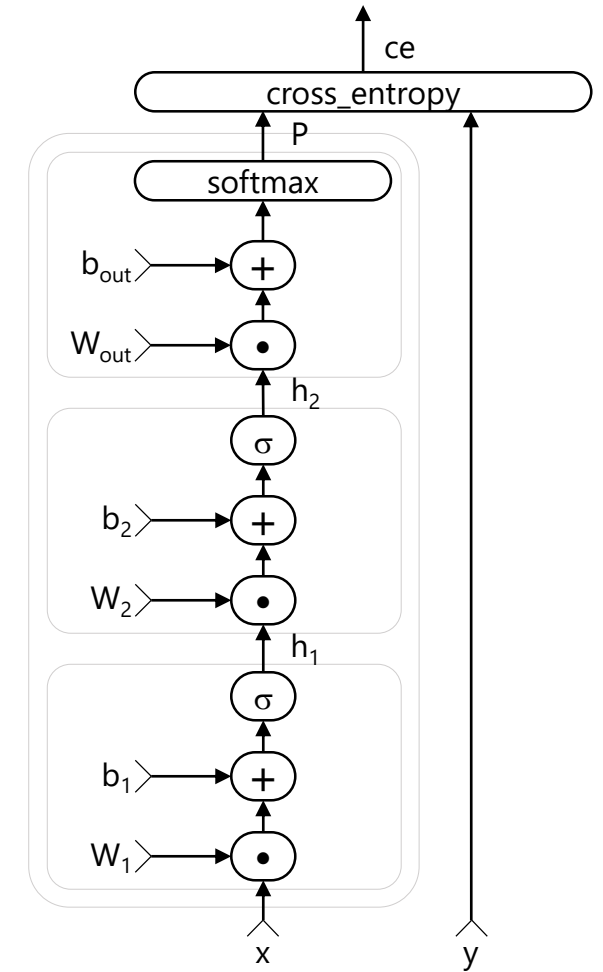 ce
cross_entropy
P
softmax
b_out
+
W_out
•
h_2
σ
b_2
+
W_2
•
h_1
σ
b_1
+
W_1
•
x
y